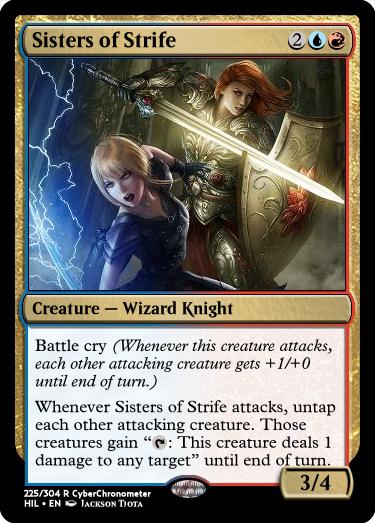 Sisters of Strife 2
Creature — Wizard Knight
Battle cry (Whenever this creature attacks,
each other attacking creature gets +1/+0
until end of turn.)
Whenever Sisters of Strife attacks, untap
each other attacking creature. Those
creatures gain “: This creature deals 1
damage to any target” until end of turn.
3/4
225/304 R CyberChronometer
HIL • EN Jackson Tjota